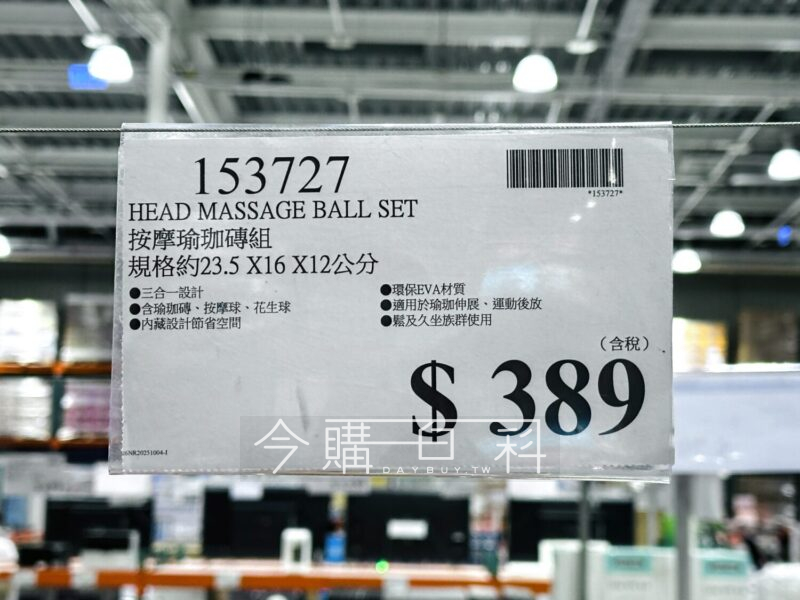 153727
*153727*
HEAD MASSAGE BALL SET
按摩瑜珈磚組
規格約23.5 X16 X12公分
●三合一設計
●含瑜珈磚、按摩球、花生球
●內藏設計節省空間
●環保EVA材質
●適用於瑜珈伸展、運動後放
●鬆及久坐族群使用
(含稅)
$ 389
今購百科
DAYBUY.TW